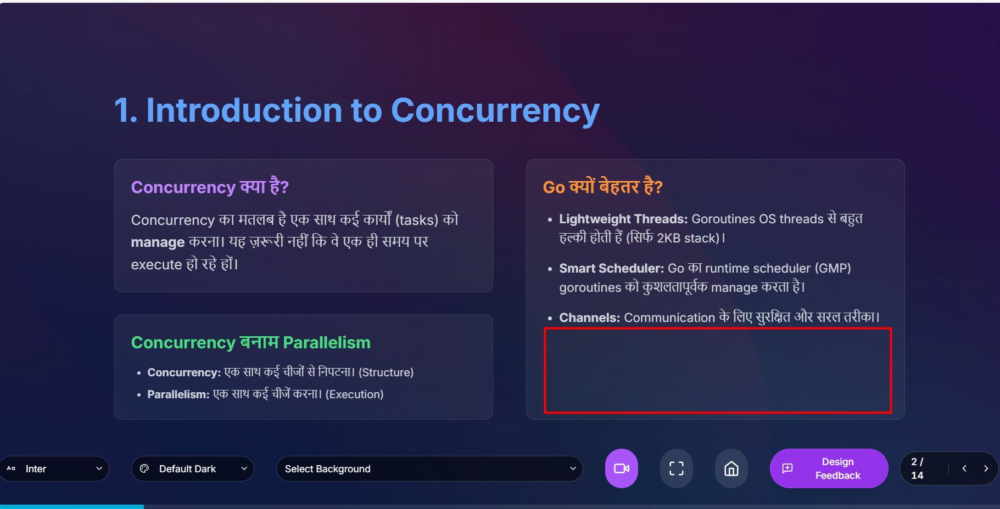 1. Introduction to Concurrency
Concurrency क्या है?
Concurrency का मतलब है एक साथ कई कार्यों (tasks) को
manage करना। यह ज़रूरी नहीं कि वे एक ही समय पर
execute हो रहे हों।
Concurrency बनाम Parallelism
• Concurrency: एक साथ कई चीजों से निपटना। (Structure)
• Parallelism: एक साथ कई चीजें करना। (Execution)
Go क्यों बेहतर है?
• Lightweight Threads: Goroutines OS threads से बहुत
हल्की होती हैं (सिर्फ 2KB stack)।
• Smart Scheduler: Go का runtime scheduler (GMP)
goroutines को कुशलतापूर्वक manage करता है।
• Channels: Communication के लिए सुरक्षित और सरल तरीका।
Aa Inter
Default Dark
Select Background
Design
Feedback
2 /
14